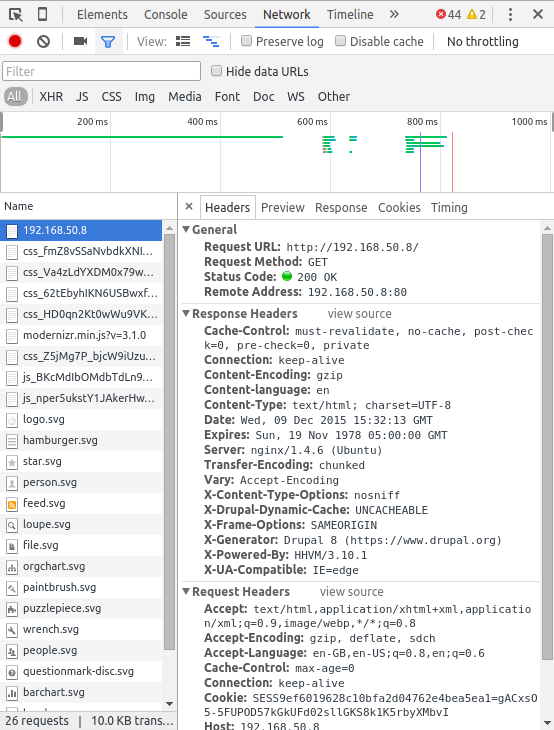 Elements Console Sources Network Timeline » 44 2
View: Preserve log Disable cache No throttling
Filter Hide data URLs
All XHR JS CSS Img Media Font Doc WS Other
200 ms 400 ms 600 ms 800 ms 1000 ms
Name
192.168.50.8
css_fmZ8vSSaNvbdkXNI...
css_Va4zLdYXDM0x79w...
css_62tEbyhIKN6USBwxf...
css_HD0qn2Kt0wWu9VK...
modernizr.min.js?v=3.1.0
css_Z5jMg7P_bjcW9iUzu...
js_BKcMdIbOMdbTdLn9...
js_nper5ukstY1JAkerHw...
logo.svg
hamburger.svg
star.svg
person.svg
feed.svg
loupe.svg
file.svg
orgchart.svg
paintbrush.svg
puzzlepiece.svg
wrench.svg
people.svg
questionmark-disc.svg
barchart.svg
26 requests | 10.0 KB trans...
× Headers Preview Response Cookies Timing
▼ General
Request URL: http://192.168.50.8/
Request Method: GET
Status Code: 200 OK
Remote Address: 192.168.50.8:80
▼ Response Headers view source
Cache-Control: must-revalidate, no-cache, post-chec
k=0, pre-check=0, private
Connection: keep-alive
Content-Encoding: gzip
Content-language: en
Content-Type: text/html; charset=UTF-8
Date: Wed, 09 Dec 2015 15:32:13 GMT
Expires: Sun, 19 Nov 1978 05:00:00 GMT
Server: nginx/1.4.6 (Ubuntu)
Transfer-Encoding: chunked
Vary: Accept-Encoding
X-Content-Type-Options: nosniff
X-Drupal-Dynamic-Cache: UNCACHEABLE
X-Frame-Options: SAMEORIGIN
X-Generator: Drupal 8 (https://www.drupal.org)
X-Powered-By: HHVM/3.10.1
X-UA-Compatible: IE=edge
▼ Request Headers view source
Accept: text/html,application/xhtml+xml,applicatio
n/xml;q=0.9,image/webp,*/*;q=0.8
Accept-Encoding: gzip, deflate, sdch
Accept-Language: en-GB,en-US;q=0.8,en;q=0.6
Cache-Control: max-age=0
Connection: keep-alive
Cookie: SESS9ef6019628c10bfa2d04762e4bea5ea1=gACxsO
5-5FUPOD57kGkUFd02sllGKS8k1K5rbyXMbvI
Host: 192.168.50.8